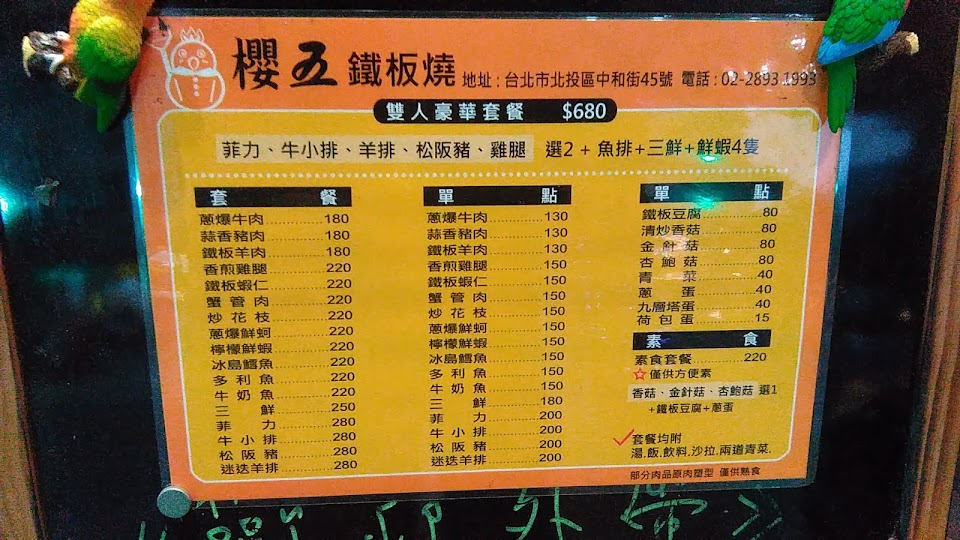 櫻五 鐵板燒 地址：台北市北投區中和街45號 電話：02-2893 1993
雙人豪華套餐 $680
菲力、牛小排、羊排、松阪豬、雞腿 選2 + 魚排+三鮮+鮮蝦4隻
套餐
蔥爆牛肉 180
蒜香豬肉 180
鐵板羊肉 180
香煎雞腿 220
鐵板蝦仁 220
蟹管肉 220
炒花枝 220
蔥爆鮮蚵 220
檸檬鮮蝦 220
冰島鱈魚 220
多利魚 220
牛奶魚 220
三鮮 250
菲力 280
牛小排 280
松阪豬 280
迷迭羊排 280
單點
蔥爆牛肉 130
蒜香豬肉 130
鐵板羊肉 130
香煎雞腿 150
鐵板蝦仁 150
蟹管肉 150
炒花枝 150
蔥爆鮮蚵 150
檸檬鮮蝦 150
冰島鱈魚 150
多利魚 150
牛奶魚 150
三鮮 180
菲力 200
牛小排 200
松阪豬 200
迷迭羊排 200
單點
鐵板豆腐 80
清炒香菇 80
金針菇 80
杏鮑菇 80
青菜 40
蔥蛋 40
九層塔蛋 40
荷包蛋 15
素食
素食套餐 220
☆僅供方便素
香菇、金針菇、杏鮑菇 選1
+鐵板豆腐+蔥蛋
✓套餐均附
湯.飯.飲料.沙拉.兩道青菜.
部分肉品原肉塑型 僅供熟食